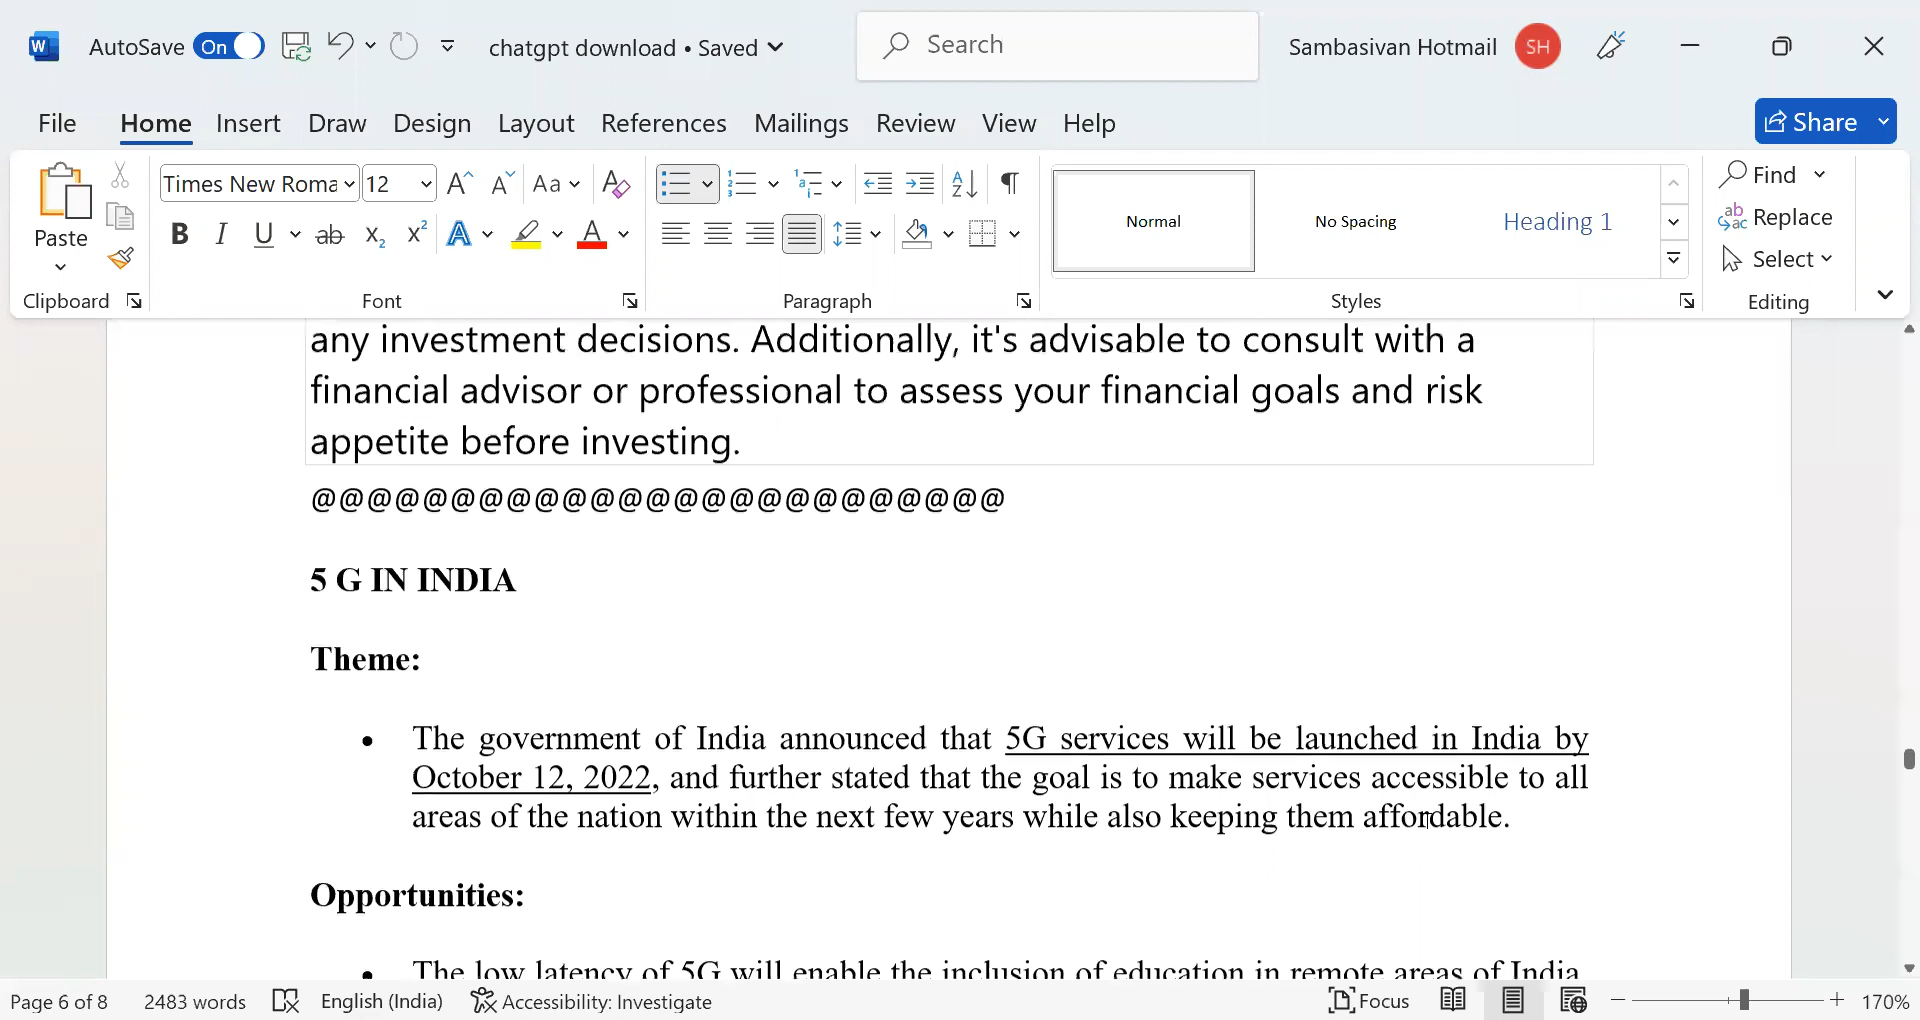 AutoSave On chatgpt download • Saved Search Sambasivan Hotmail SH
File Home Insert Draw Design Layout References Mailings Review View Help Share
Paste Times New Roma 12 Aa Normal No Spacing Heading 1 Find
Replace
Select
Clipboard Font Paragraph Styles Editing
any investment decisions. Additionally, it's advisable to consult with a
financial advisor or professional to assess your financial goals and risk
appetite before investing.
@@@@@@@@@@@@@@@@@@@@@@@@@
5 G IN INDIA
Theme:
• The government of India announced that 5G services will be launched in India by
October 12, 2022, and further stated that the goal is to make services accessible to all
areas of the nation within the next few years while also keeping them affordable.
Opportunities:
• The low latency of 5G will enable the inclusion of education in remote areas of India
Page 6 of 8 2483 words English (India) Accessibility: Investigate Focus 170%